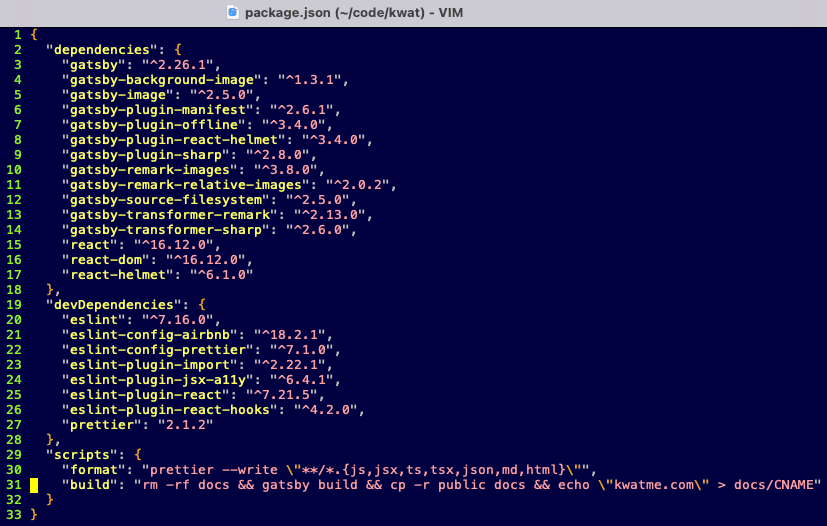 package.json (~/code/kwat) - VIM
1 {
2   "dependencies": {
3     "gatsby": "^2.26.1",
4     "gatsby-background-image": "^1.3.1",
5     "gatsby-image": "^2.5.0",
6     "gatsby-plugin-manifest": "^2.6.1",
7     "gatsby-plugin-offline": "^3.4.0",
8     "gatsby-plugin-react-helmet": "^3.4.0",
9     "gatsby-plugin-sharp": "^2.8.0",
10     "gatsby-remark-images": "^3.8.0",
11     "gatsby-remark-relative-images": "^2.0.2",
12     "gatsby-source-filesystem": "^2.5.0",
13     "gatsby-transformer-remark": "^2.13.0",
14     "gatsby-transformer-sharp": "^2.6.0",
15     "react": "^16.12.0",
16     "react-dom": "^16.12.0",
17     "react-helmet": "^6.1.0"
18   },
19   "devDependencies": {
20     "eslint": "^7.16.0",
21     "eslint-config-airbnb": "^18.2.1",
22     "eslint-config-prettier": "^7.1.0",
23     "eslint-plugin-import": "^2.22.1",
24     "eslint-plugin-jsx-a11y": "^6.4.1",
25     "eslint-plugin-react": "^7.21.5",
26     "eslint-plugin-react-hooks": "^4.2.0",
27     "prettier": "2.1.2"
28   },
29   "scripts": {
30     "format": "prettier --write \"**/*.{js,jsx,ts,tsx,json,md,html}\"",
31     "build": "rm -rf docs && gatsby build && cp -r public docs && echo \"kwatme.com\" > docs/CNAME"
32   }
33 }